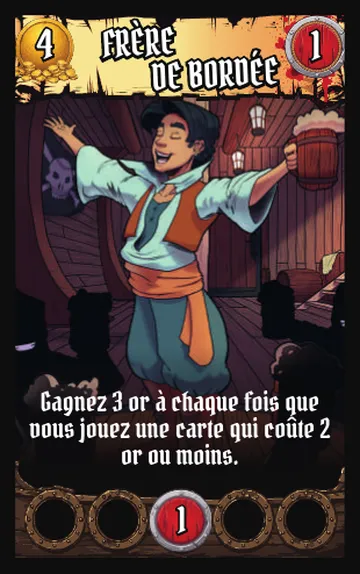 4
FRÈRE
DE BORDÉE
1
Gagnez 3 or à chaque fois que
vous jouez une carte qui coûte 2
or ou moins.
1